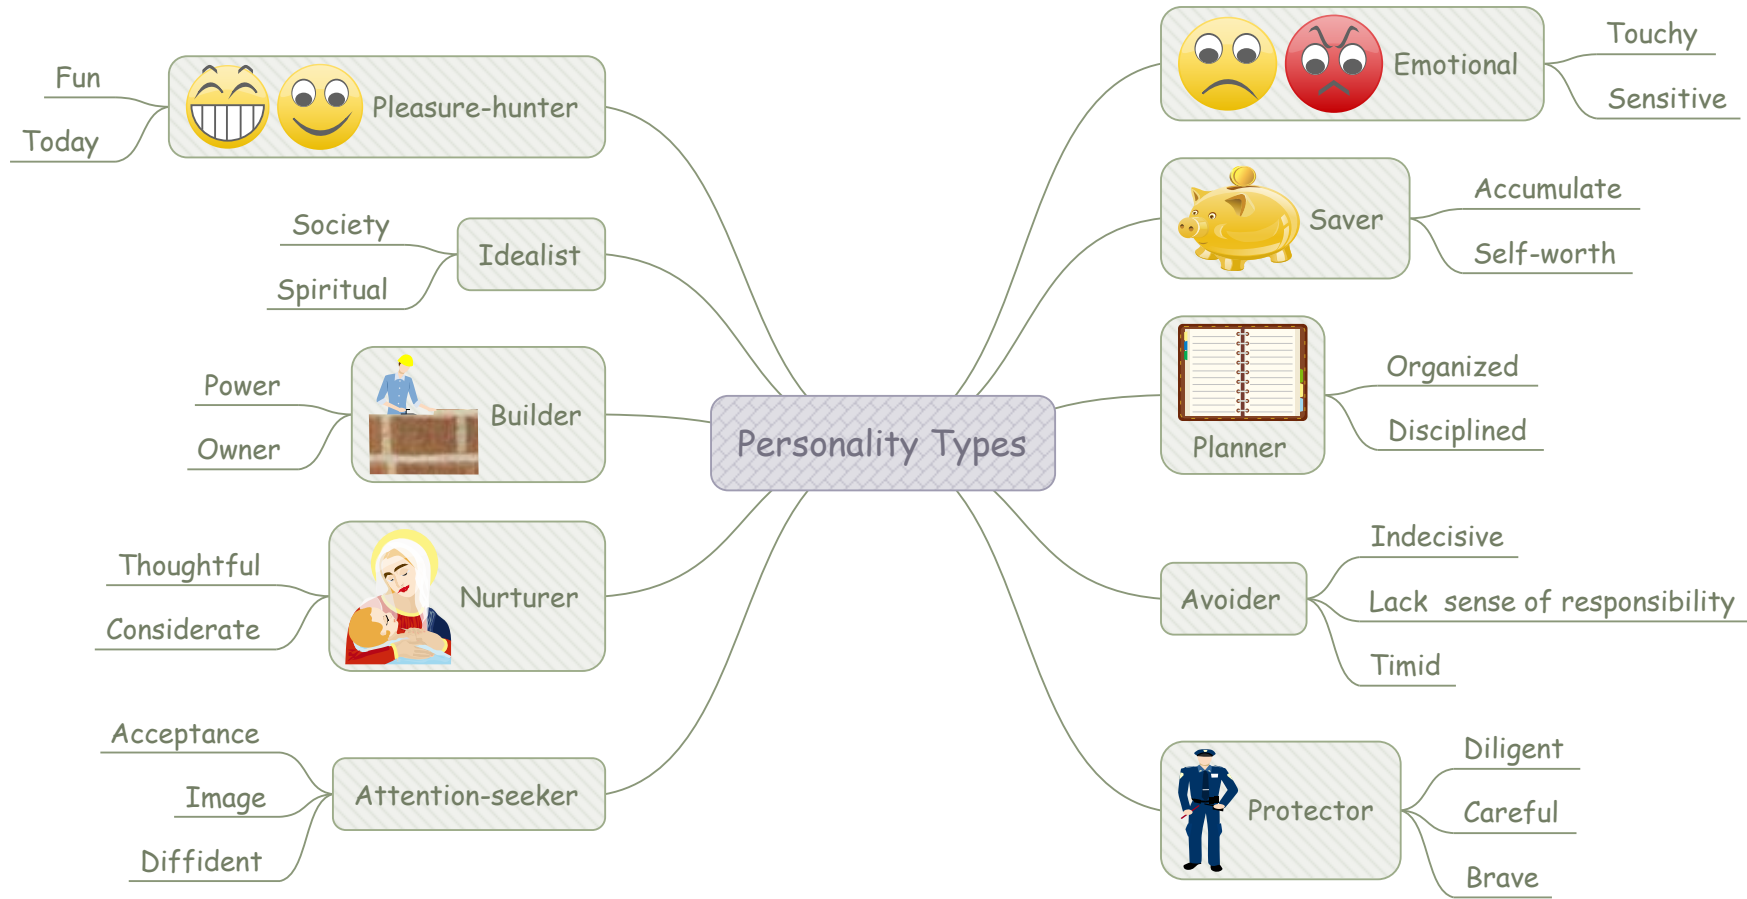 Personality Types
Pleasure-hunter
Fun
Today
Idealist
Society
Spiritual
Builder
Power
Owner
Nurturer
Thoughtful
Considerate
Attention-seeker
Acceptance
Image
Diffident
Emotional
Touchy
Sensitive
Saver
Accumulate
Self-worth
Planner
Organized
Disciplined
Avoider
Indecisive
Lack  sense of responsibility
Timid
Protector
Diligent
Careful
Brave